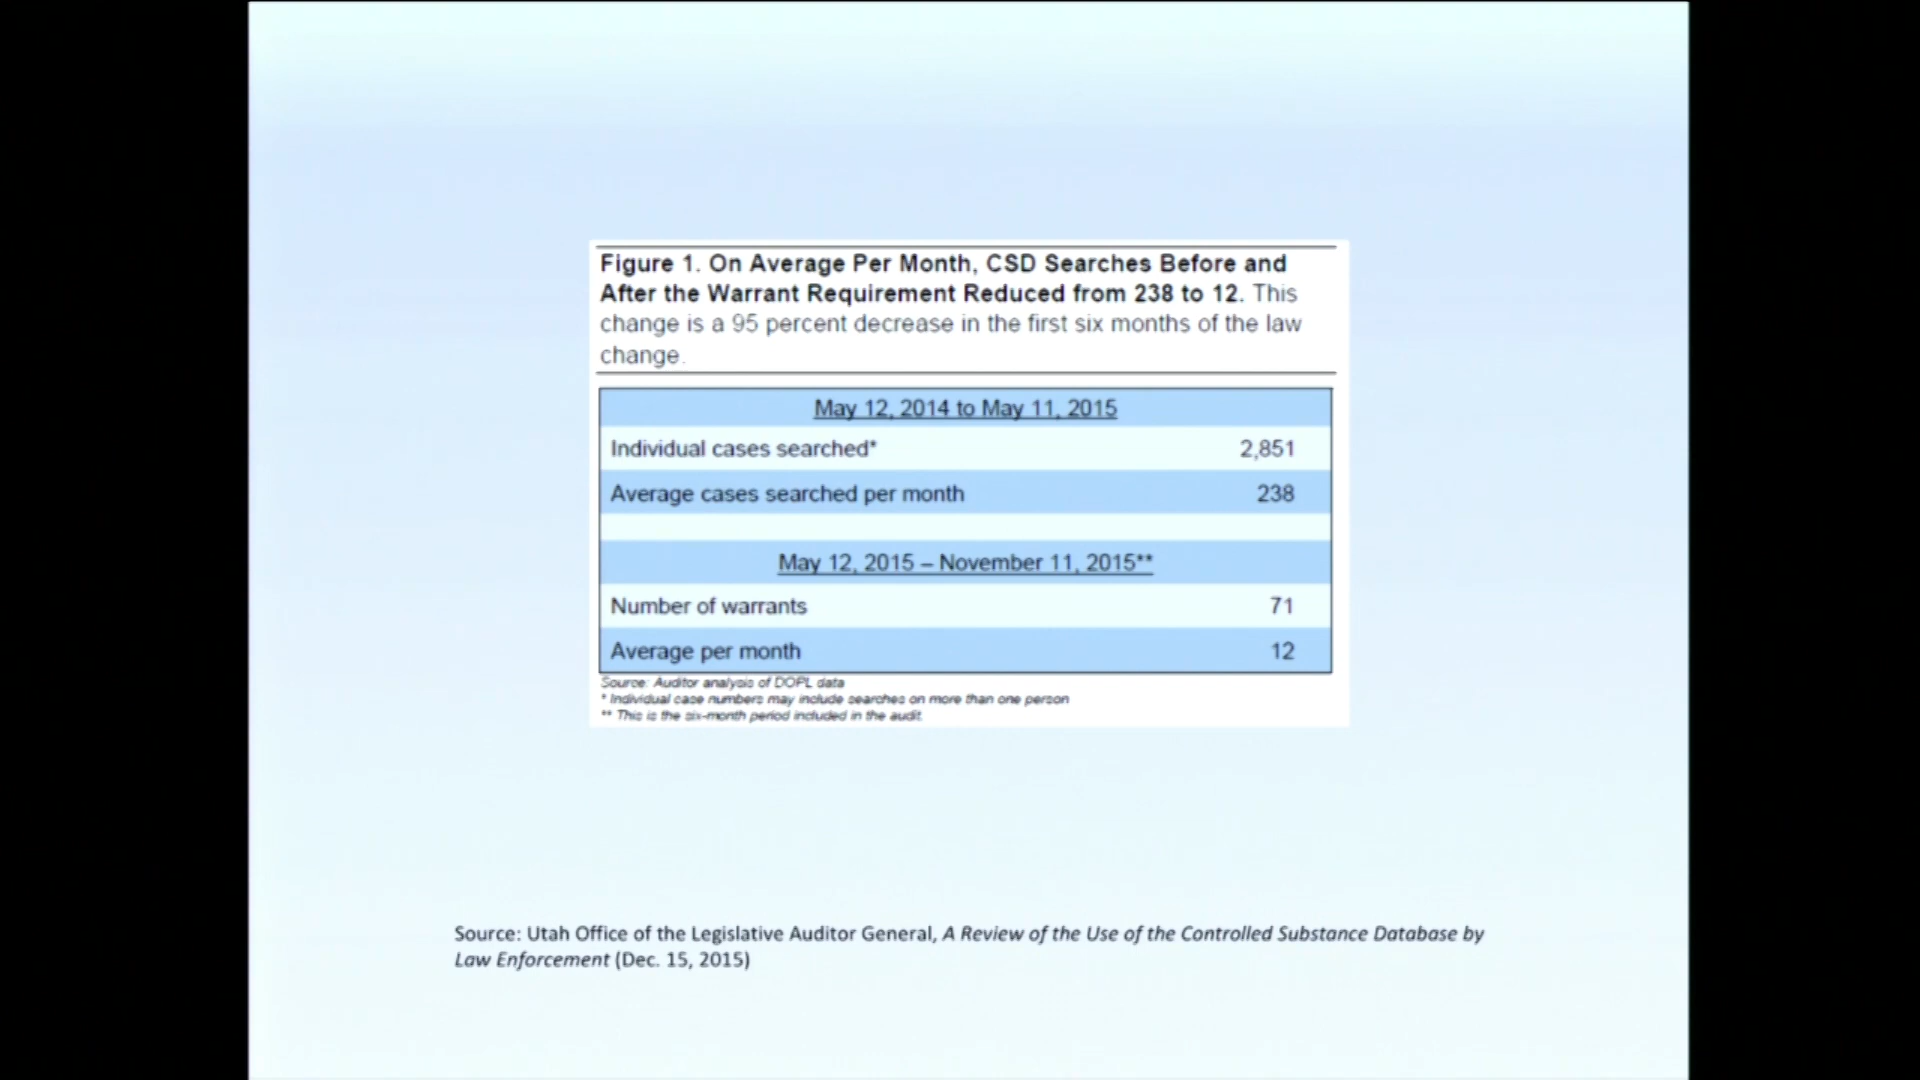 Figure 1. On Average Per Month, CSD Searches Before and
After the Warrant Requirement Reduced from 238 to 12. This
change is a 95 percent decrease in the first six months of the law
change.
May 12, 2014 to May 11, 2015
Individual cases searched* 2,851
Average cases searched per month 238
May 12, 2015 – November 11, 2015**
Number of warrants 71
Average per month 12
Source: Auditor analysis of DOPL data
* Individual case numbers may include searches on more than one person
** This is the six-month period included in the audit.
Source: Utah Office of the Legislative Auditor General, A Review of the Use of the Controlled Substance Database by
Law Enforcement (Dec. 15, 2015)